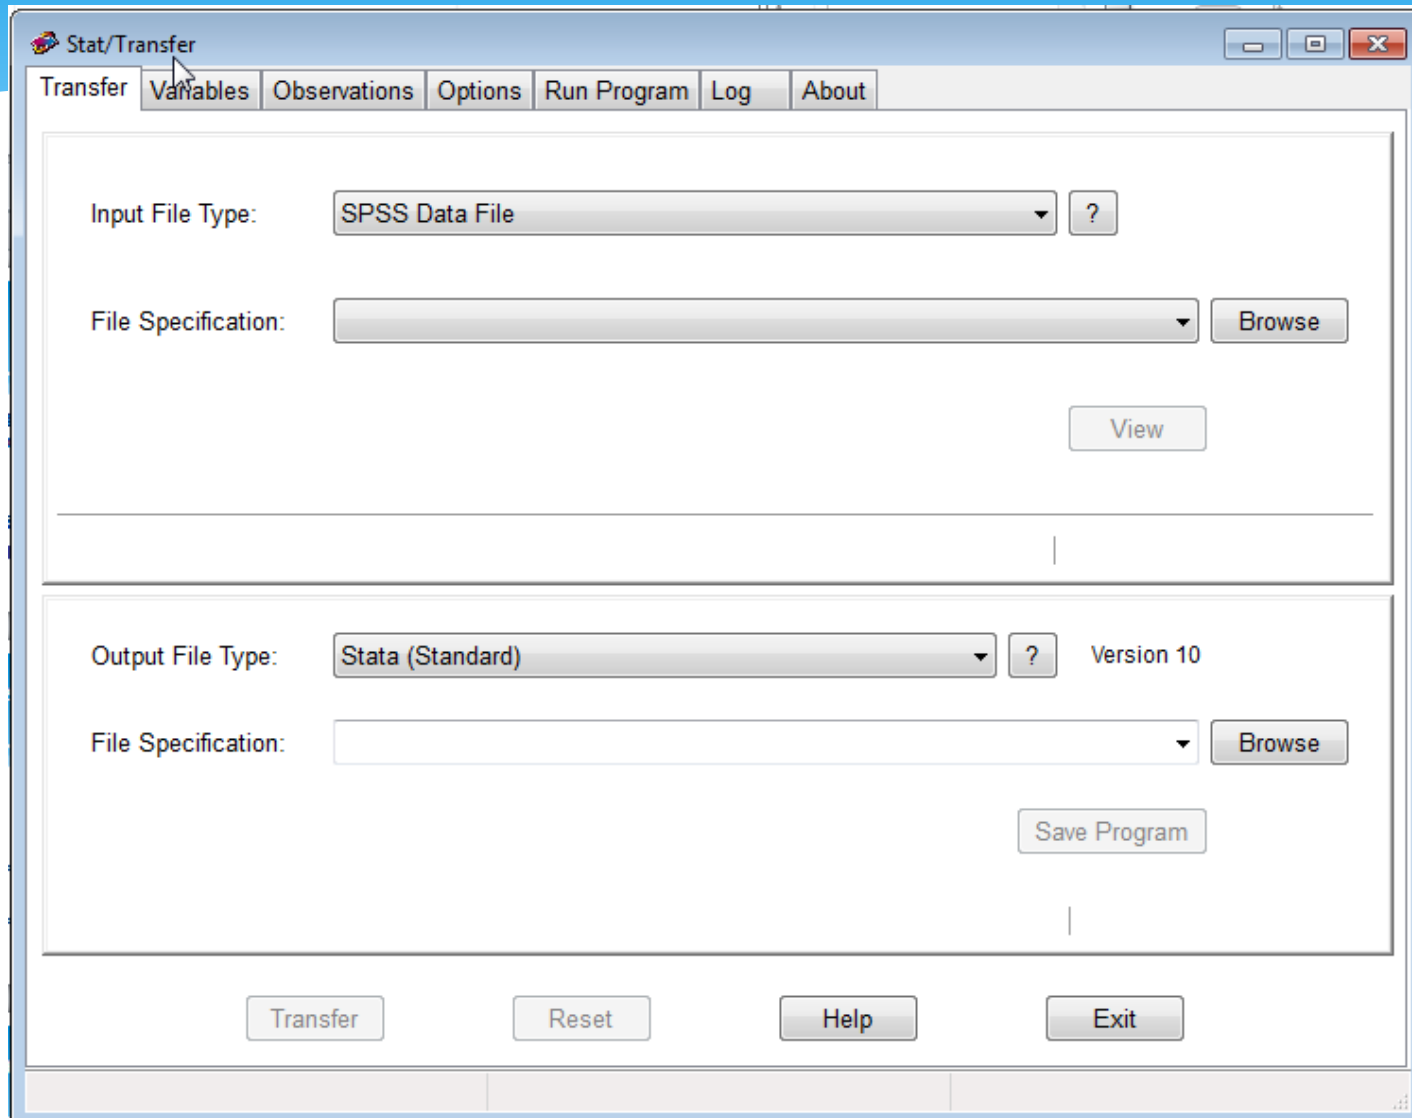 Stat/Transfer
Transfer Variables Observations Options Run Program Log About
Input File Type: SPSS Data File ?
File Specification: Browse
View
Output File Type: Stata (Standard) ? Version 10
File Specification: Browse
Save Program
Transfer Reset Help Exit